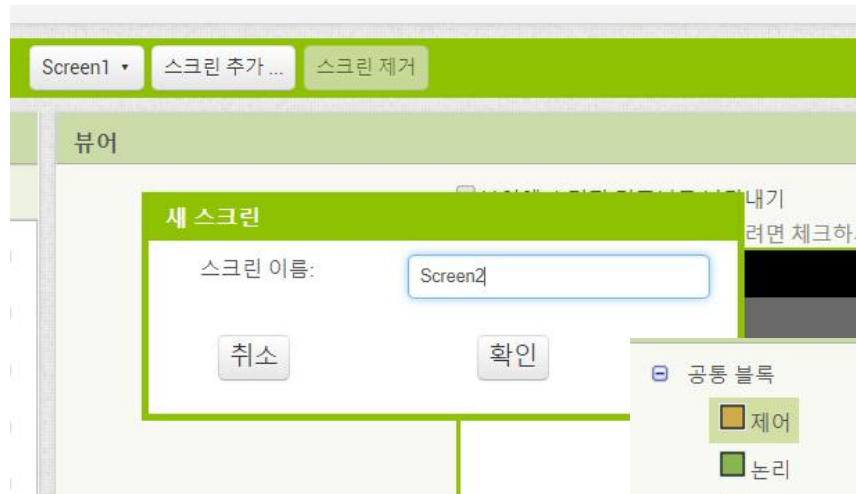 Screen1 스크린 추가 ... 스크린 제거
뷰어
내기
새 스크린
려면 체크하
스크린 이름: Screen2
취소 확인
공통 블록
제어
논리